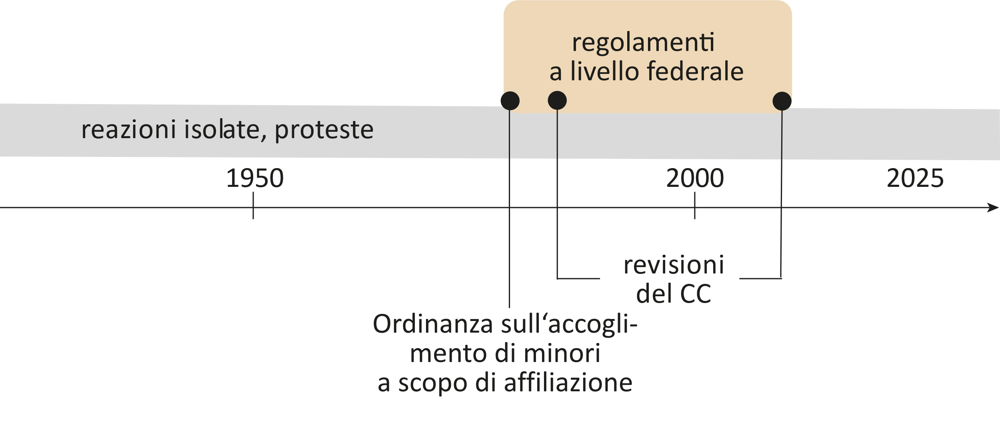 regolamenti
a livello federale
reazioni isolate, proteste
1950
2000
2025
revisioni
del CC
Ordinanza sull´accogli-
mento di minori
a scopo di affiliazione